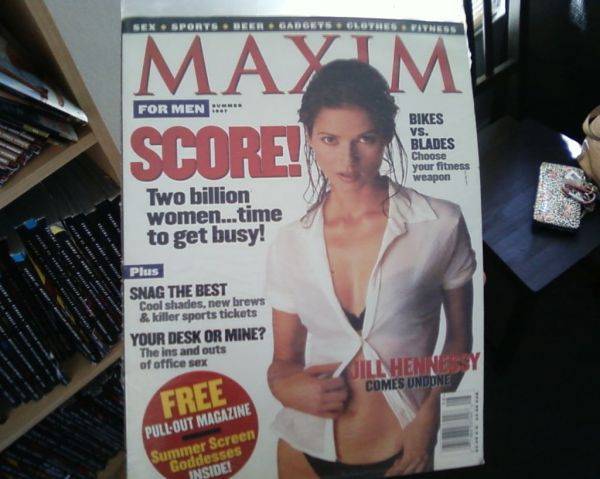 SEX • SPORTS • BEER • GADGETS • CLOTHES • FITNESS
MAXIM
FOR MEN SUMMER 1997
SCORE!
Two billion
women...time
to get busy!
BIKES
VS.
BLADES
Choose
your fitness
weapon
Plus
SNAG THE BEST
Cool shades, new brews
& killer sports tickets
YOUR DESK OR MINE?
The ins and outs
of office sex
JILL HENNESSY
COMES UNDONE
FREE
PULL-OUT MAGAZINE
Summer Screen
Goddesses
INSIDE!